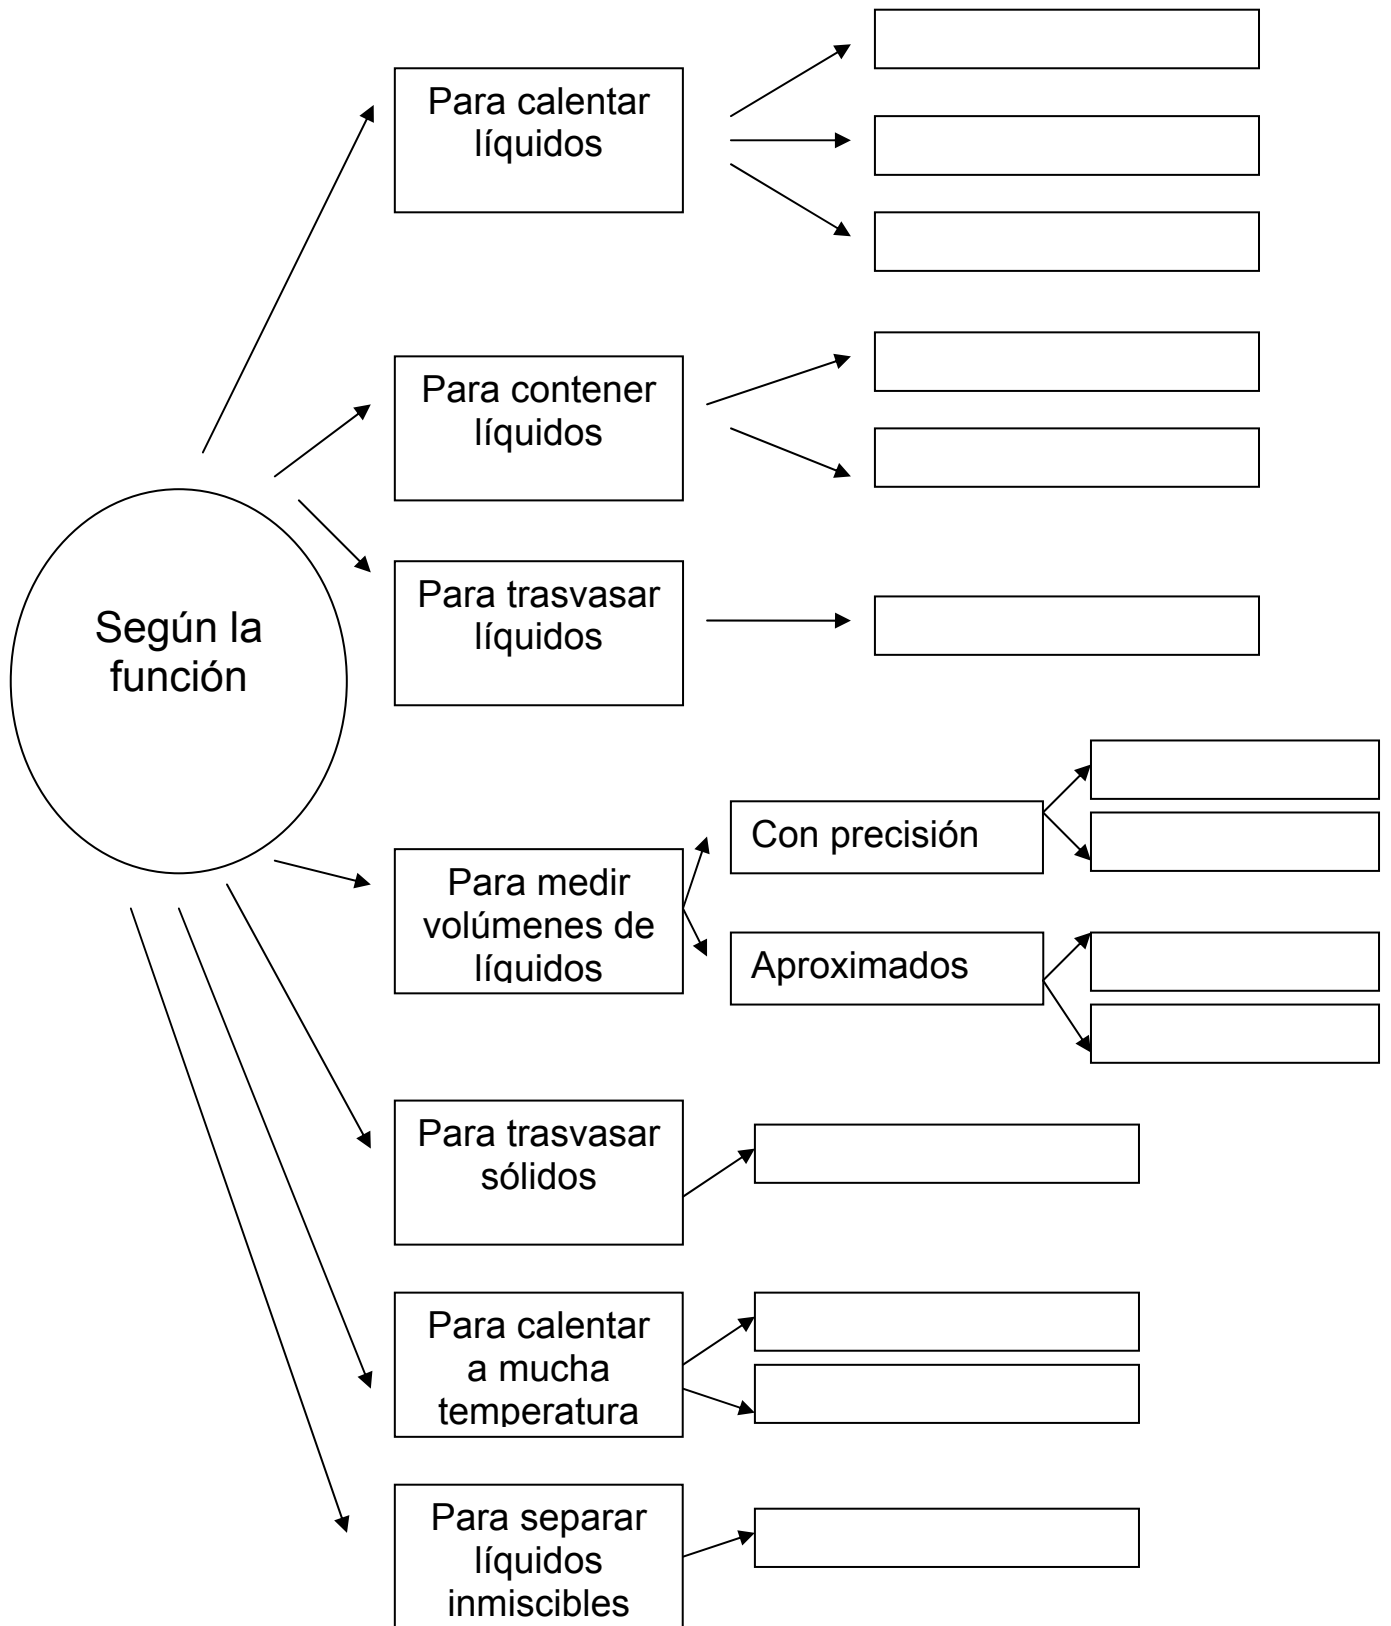 Para calentar
líquidos
Para contener
líquidos
Según la
función
Para trasvasar
líquidos
Para medir
volúmenes de
líquidos
Con precisión
Aproximados
Para trasvasar
sólidos
Para calentar
a mucha
temperatura
Para separar
líquidos
inmiscibles